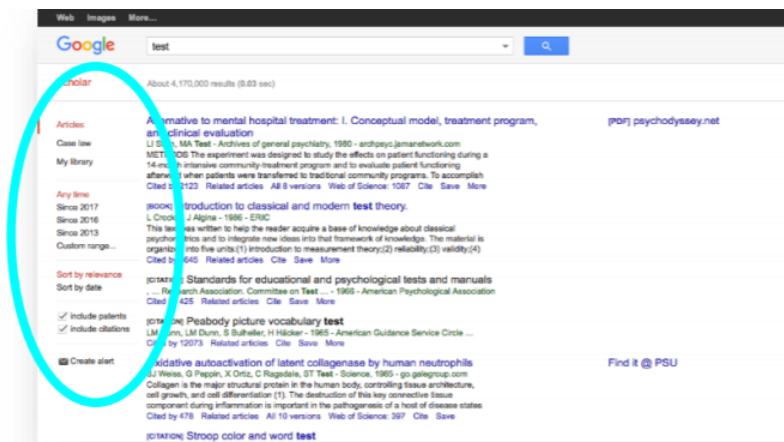 Web Images More...
Google
test
Scholar
About 4,170,000 results (0.03 sec)
Articles
Case law
My library
Any time
Since 2017
Since 2016
Since 2013
Custom range...
Sort by relevance
Sort by date
include patents
include citations
Create alert
Alternative to mental hospital treatment: I. Conceptual model, treatment program,
and clinical evaluation
LI Stein, MA Test - Archives of general psychiatry, 1980 - archpsyc.jamanetwork.com
METHODS The experiment was designed to study the effects on patient functioning during a
14-month intensive community-treatment program and to evaluate patient functioning
afterward when patients were transferred to traditional community programs. To accomplish
Cited by 2123 Related articles All 8 versions Web of Science: 1087 Cite Save More
[PDF] psychodyssey.net
[BOOK] Introduction to classical and modern test theory.
L Crocker, J Algina - 1986 - ERIC
This text was written to help the reader acquire a base of knowledge about classical
psychometrics and to integrate new ideas into that framework of knowledge. The material is
organized into five units:(1) introduction to measurement theory;(2) reliability;(3) validity;(4)
Cited by 5645 Related articles Cite Save More
[CITATION] Standards for educational and psychological tests and manuals
, ... Research Association. Committee on Test ... - 1966 - American Psychological Association
Cited by 425 Related articles Cite Save More
[CITATION] Peabody picture vocabulary test
LM Dunn, LM Dunn, S Bulheller, H Häcker - 1965 - American Guidance Service Circle ...
Cited by 12073 Related articles Cite Save More
Oxidative autoactivation of latent collagenase by human neutrophils
SJ Weiss, G Peppin, X Ortiz, C Ragsdale, ST Test - Science, 1985 - go.galegroup.com
Collagen is the major structural protein in the human body, controlling tissue architecture,
cell growth, and cell differentiation (1). The destruction of this key connective tissue
component during inflammation is important in the pathogenesis of a host of disease states
Cited by 478 Related articles All 10 versions Web of Science: 397 Cite Save
Find it @ PSU
[CITATION] Stroop color and word test